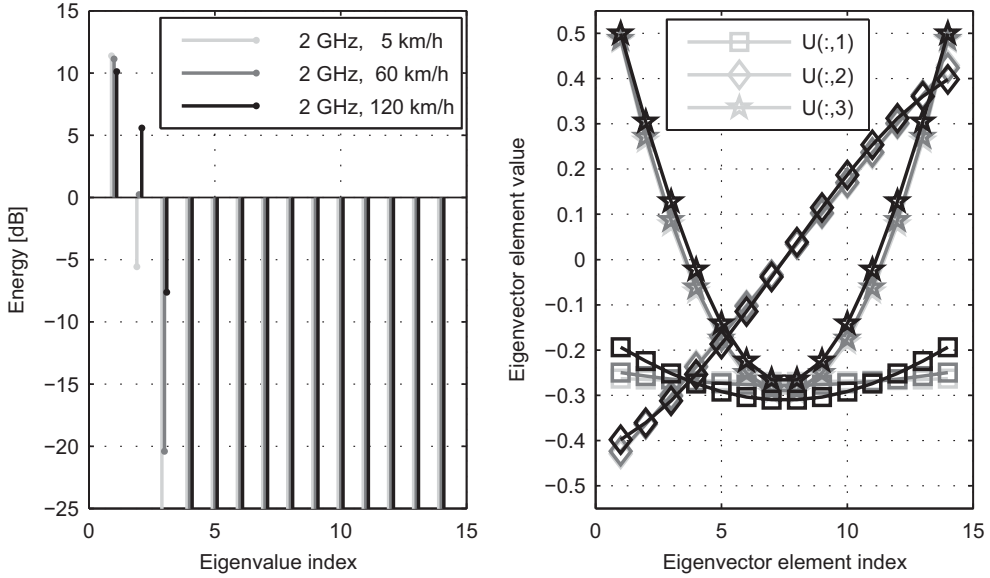 15
10
5
0
−5
−10
−15
−20
−25
0
5
10
15
Energy [dB]
Eigenvalue index
2 GHz, 5 km/h
2 GHz, 60 km/h
2 GHz, 120 km/h
0.5
0.4
0.3
0.2
0.1
0
−0.1
−0.2
−0.3
−0.4
−0.5
0
5
10
15
Eigenvector element value
Eigenvector element index
U(:,1)
U(:,2)
U(:,3)